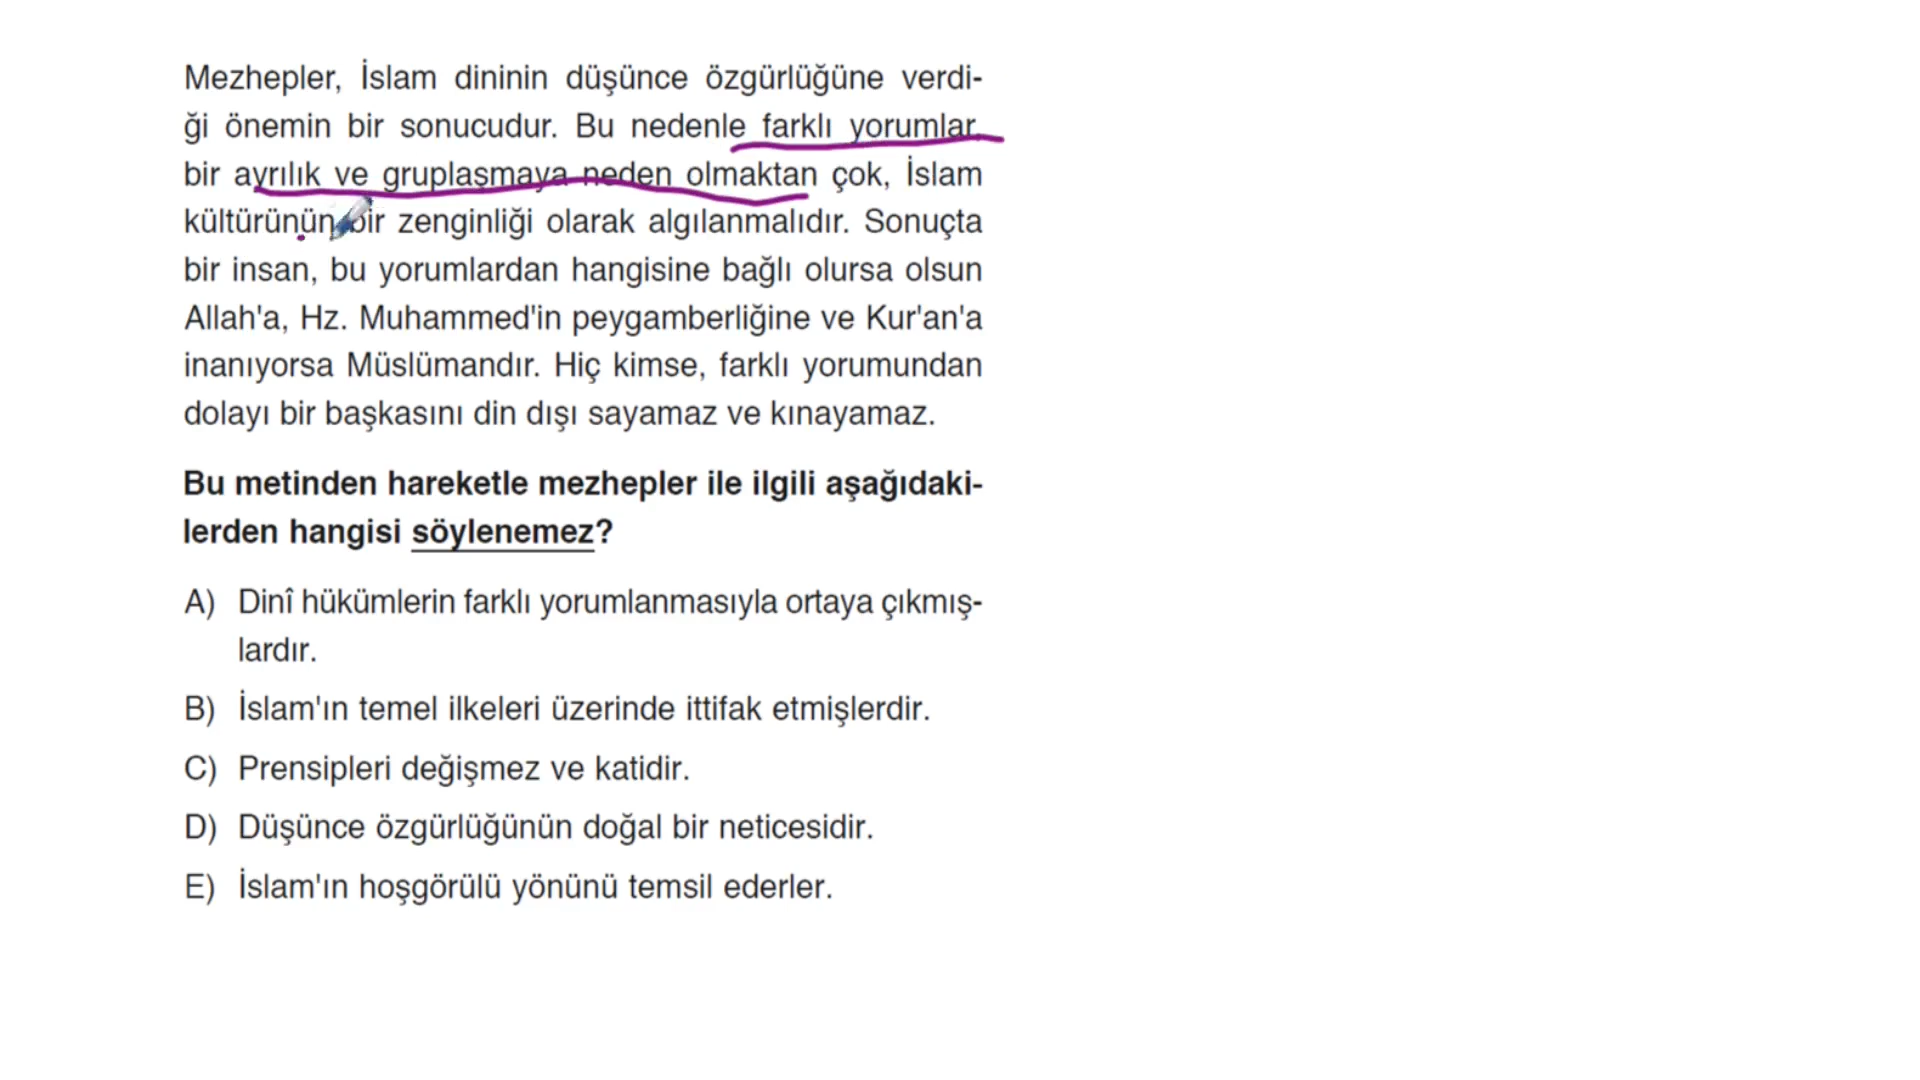 Mezhepler, İslam dininin düşünce özgürlüğüne verdi-
ği önemin bir sonucudur. Bu nedenle farklı yorumlar,
bir ayrılık ve gruplaşmaya neden olmaktan çok, İslam
kültürünün bir zenginliği olarak algılanmalıdır. Sonuçta
bir insan, bu yorumlardan hangisine bağlı olursa olsun
Allah'a, Hz. Muhammed'in peygamberliğine ve Kur'an'a
inanıyorsa Müslümandır. Hiç kimse, farklı yorumundan
dolayı bir başkasını din dışı sayamaz ve kınayamaz.
Bu metinden hareketle mezhepler ile ilgili aşağıdaki-
lerden hangisi söylenemez?
A) Dinî hükümlerin farklı yorumlanmasıyla ortaya çıkmış-
lardır.
B) İslam'ın temel ilkeleri üzerinde ittifak etmişlerdir.
C) Prensipleri değişmez ve katidir.
D) Düşünce özgürlüğünün doğal bir neticesidir.
E) İslam'ın hoşgörülü yönünü temsil ederler.